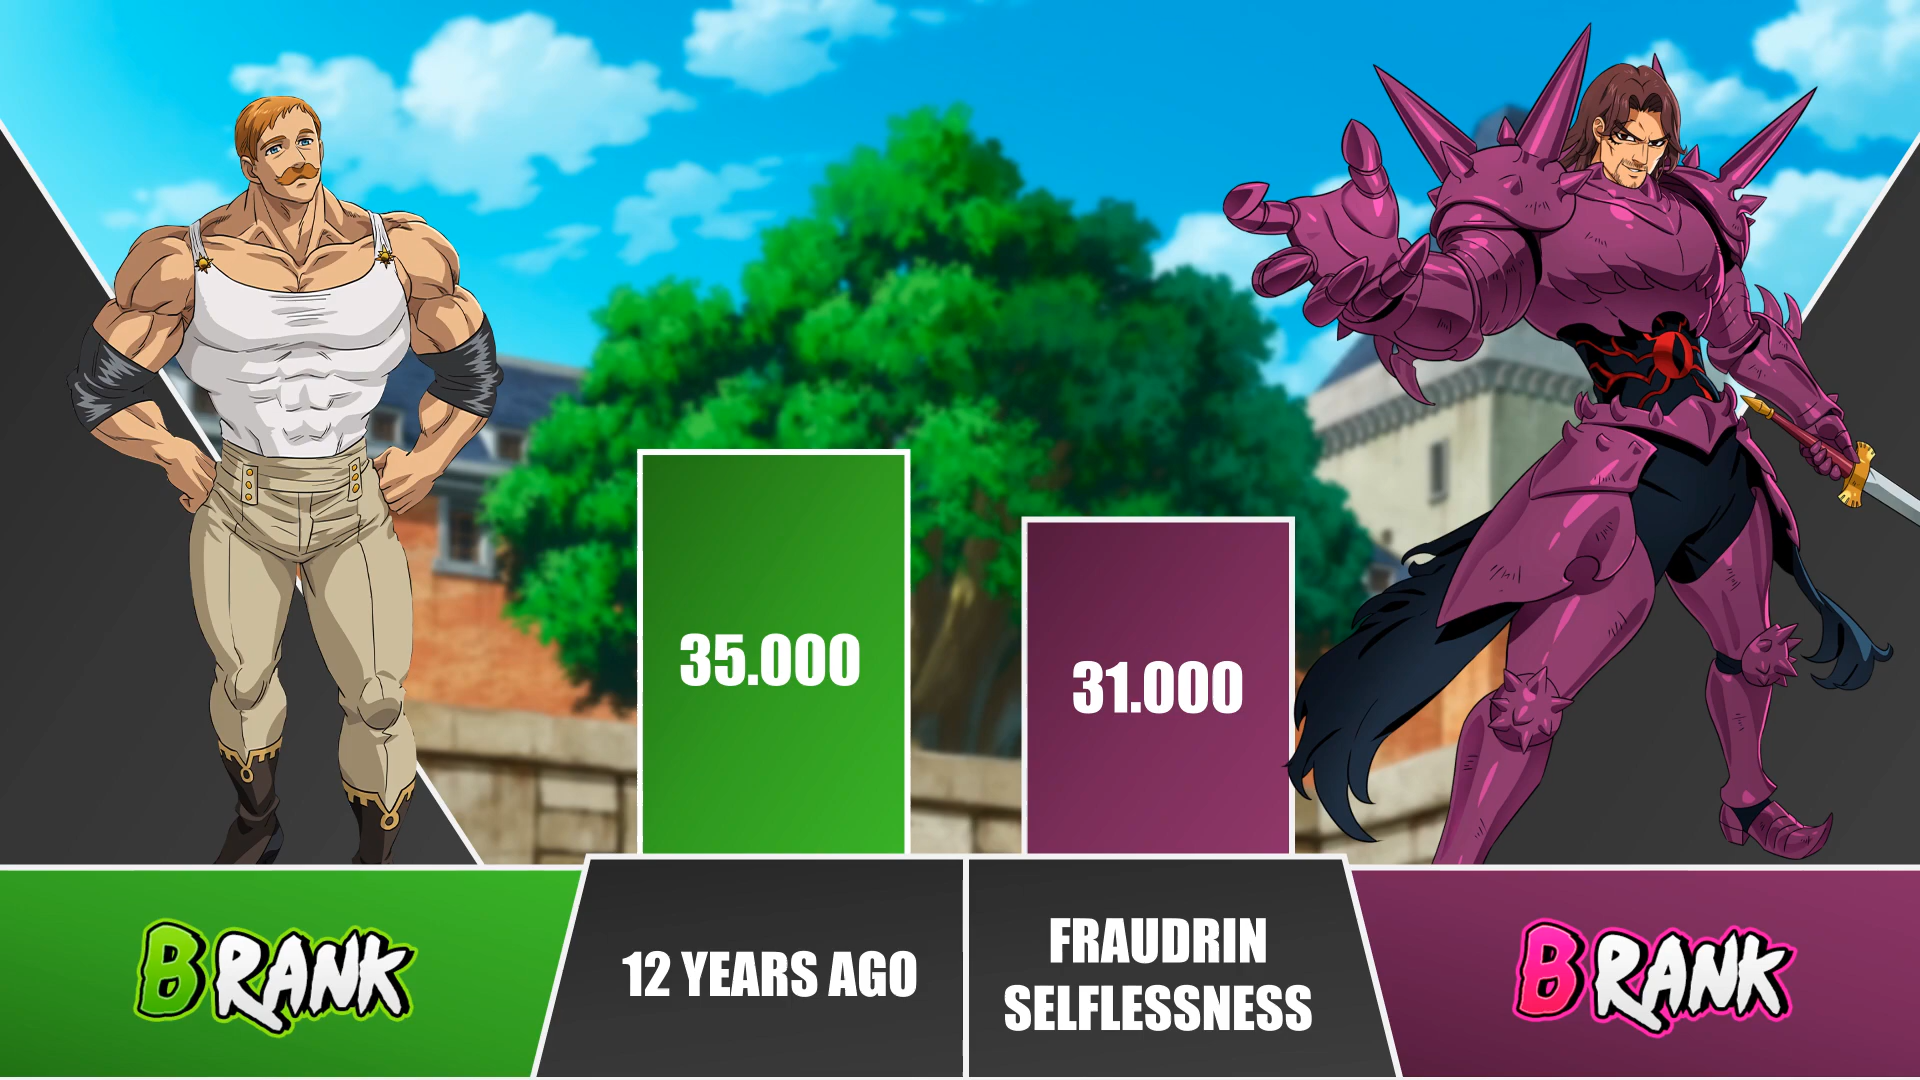 35.000
31.000
B RANK
12 YEARS AGO
FRAUDRIN
SELFLESSNESS
B RANK